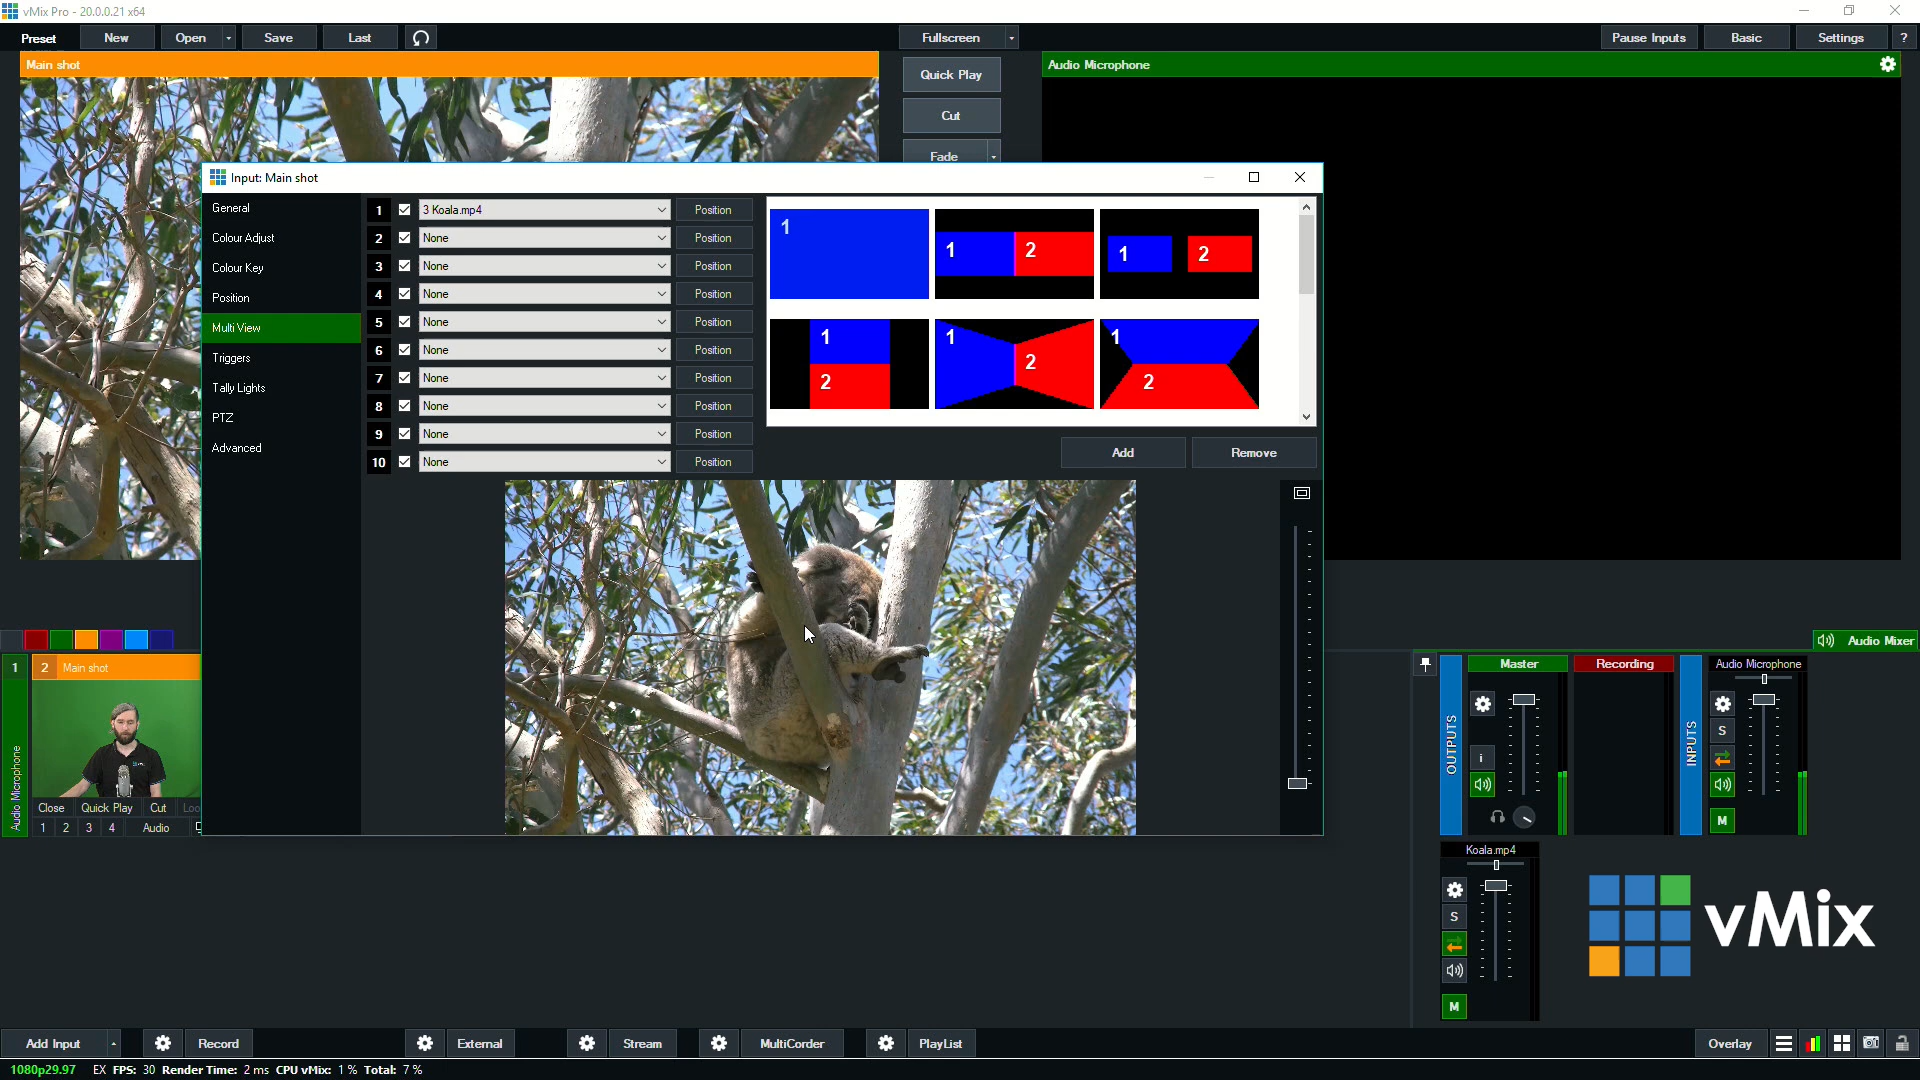 vMix Pro - 20.0.0.21 x64
Preset New Open Save Last Fullscreen Pause Inputs Basic Settings ?
Main shot
Quick Play
Cut
Fade
Audio Microphone
Input: Main shot
General
Colour Adjust
Colour Key
Position
Multi View
Triggers
Tally Lights
PTZ
Advanced
1 3 Koala.mp4 Position
2 None Position
3 None Position
4 None Position
5 None Position
6 None Position
7 None Position
8 None Position
9 None Position
10 None Position
1
1 2
1 2
1 2
1 2
1 2
Add Remove
Audio Mixer
1 Audio Microphone
2 Main shot
Close Quick Play Cut Loo
1 2 3 4 Audio
OUTPUTS
Master
i
Recording
INPUTS
Audio Microphone
S
M
Koala.mp4
S
M
vMix
Add Input Record External Stream MultiCorder PlayList Overlay
1080p29.97 EX FPS: 30 Render Time: 2 ms CPU vMix: 1 % Total: 7 %